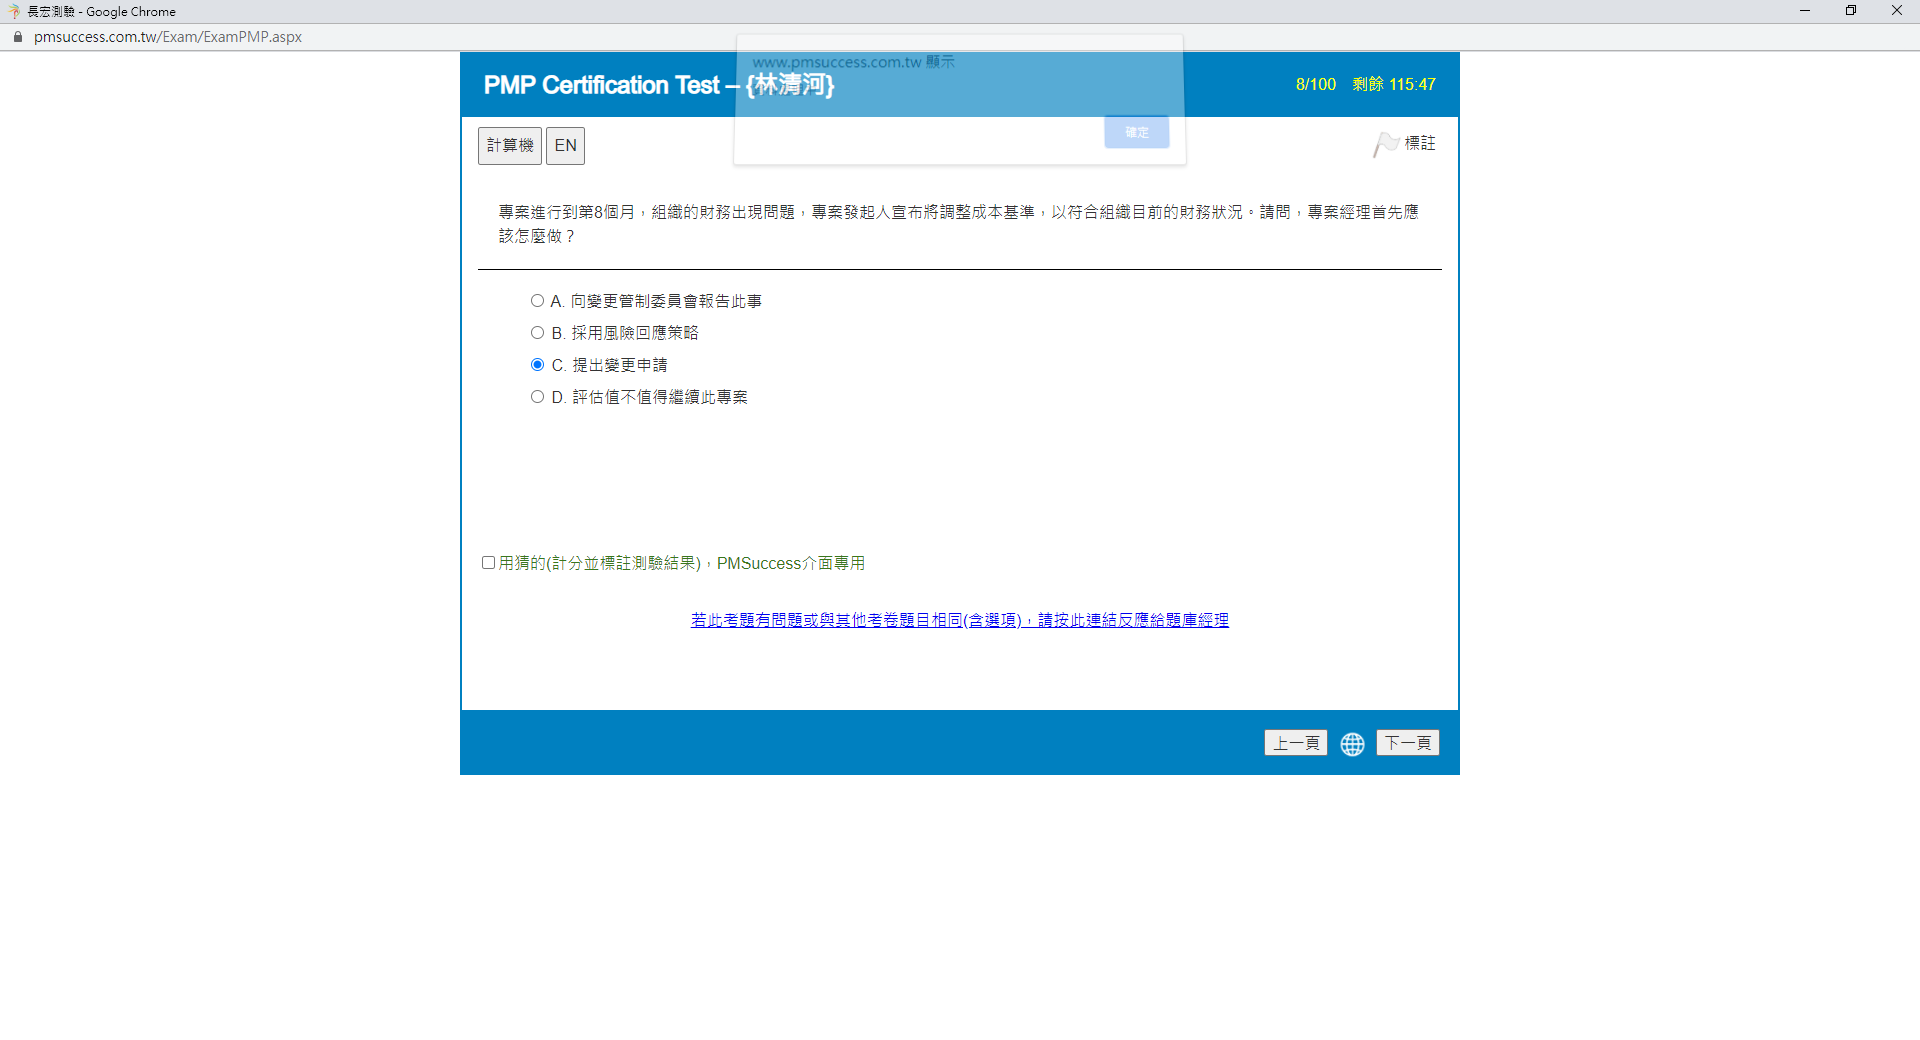 長宏測驗 - Google Chrome
pmsuccess.com.tw/Exam/ExamPMP.aspx
www.pmsuccess.com.tw 顯示
PMP Certification Test – {林清河}
8/100 剩餘 115:47
確定
計算機 EN
標註
專案進行到第8個月，組織的財務出現問題，專案發起人宣布將調整成本基準，以符合組織目前的財務狀況。請問，專案經理首先應
該怎麼做？
A. 向變更管制委員會報告此事
B. 採用風險回應策略
C. 提出變更申請
D. 評估值不值得繼續此專案
用猜的(計分並標註測驗結果)，PMSuccess介面專用
若此考題有問題或與其他考卷題目相同(含選項)，請按此連結反應給題庫經理
上一頁 下一頁